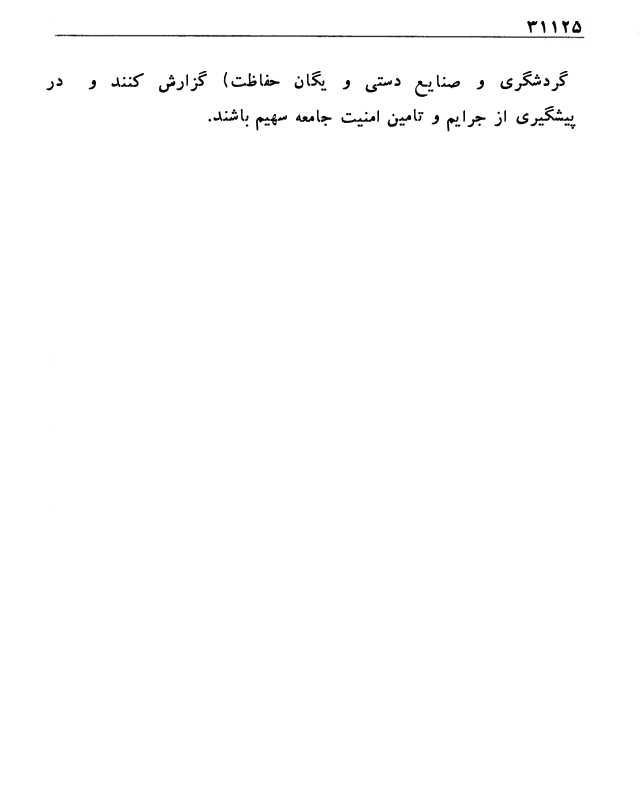 ۳۱۱۲۵
گردشگری و صنایع دستی و یگان حفاظت) گزارش کنند و در
پیشگیری از جرایم و تامین امنیت جامعه سهیم باشند.